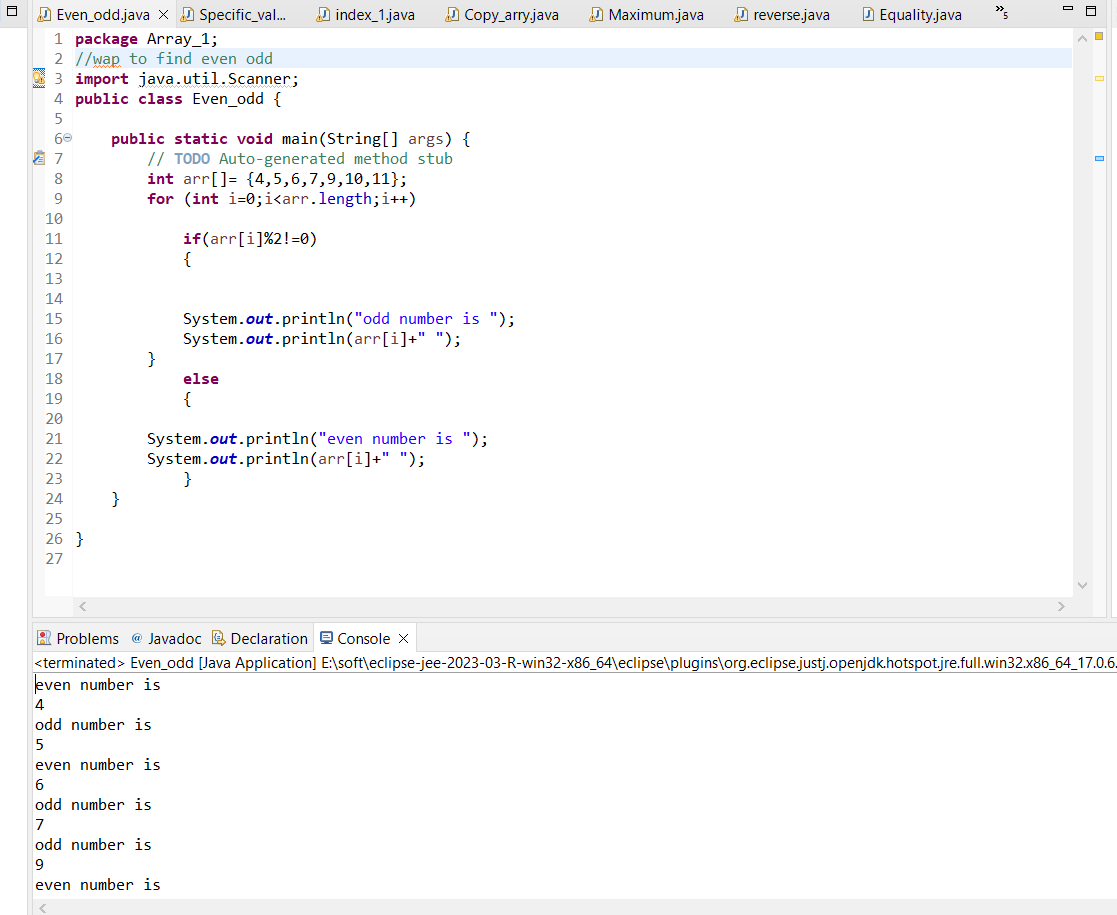 Even_odd.java Specific_val... index_1.java Copy_arry.java Maximum.java reverse.java Equality.java »5
1 package Array_1;
2 //wap to find even odd
3 import java.util.Scanner;
4 public class Even_odd {
5
6 public static void main(String[] args) {
7 // TODO Auto-generated method stub
8 int arr[]= {4,5,6,7,9,10,11};
9 for (int i=0;i<arr.length;i++)
10
11 if(arr[i]%2!=0)
12 {
13
14
15 System.out.println("odd number is ");
16 System.out.println(arr[i]+" ");
17 }
18 else
19 {
20
21 System.out.println("even number is ");
22 System.out.println(arr[i]+" ");
23 }
24 }
25
26 }
27
Problems @ Javadoc Declaration Console
<terminated> Even_odd [Java Application] E:\soft\eclipse-jee-2023-03-R-win32-x86_64\eclipse\plugins\org.eclipse.justj.openjdk.hotspot.jre.full.win32.x86_64_17.0.6.
even number is
4
odd number is
5
even number is
6
odd number is
7
odd number is
9
even number is